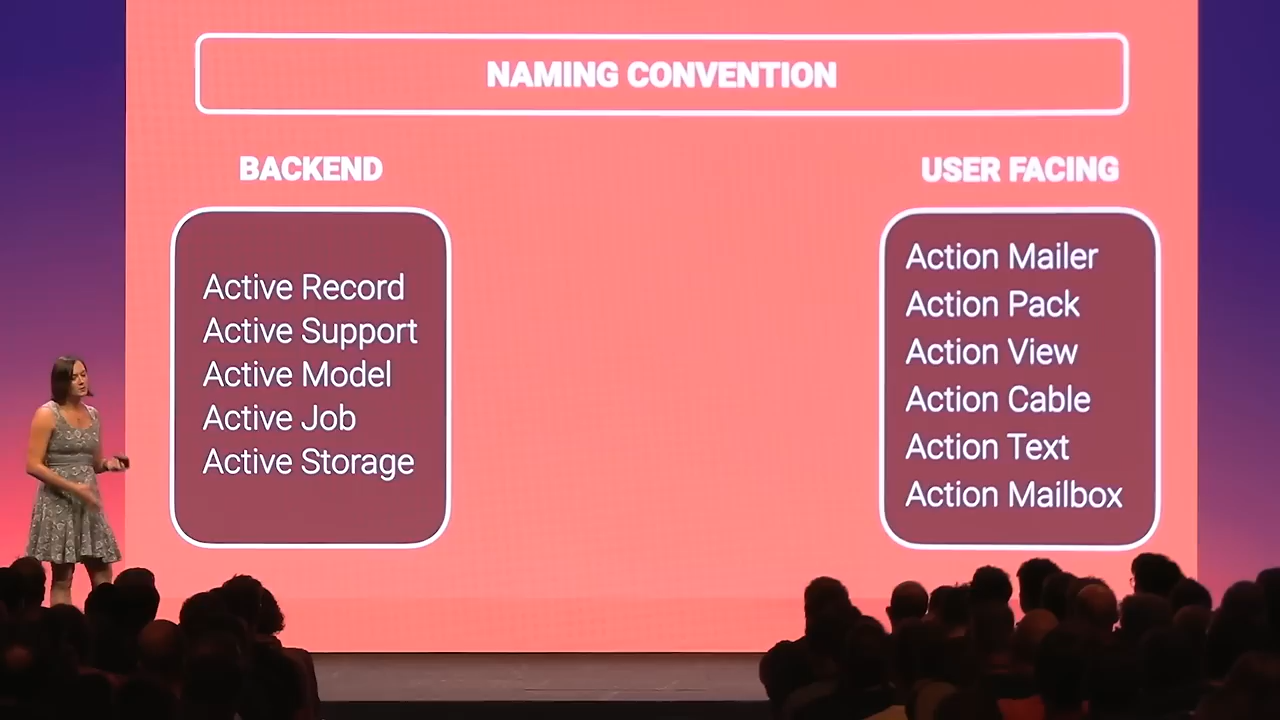 NAMING CONVENTION
BACKEND
Active Record
Active Support
Active Model
Active Job
Active Storage
USER FACING
Action Mailer
Action Pack
Action View
Action Cable
Action Text
Action Mailbox